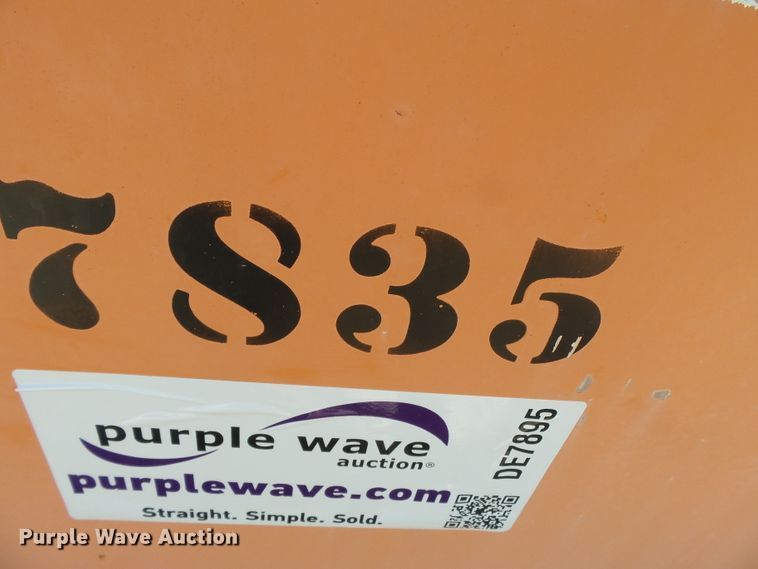 7835
purple wave
auction®
purplewave.com
Straight. Simple. Sold.
DE7895
Purple Wave Auction